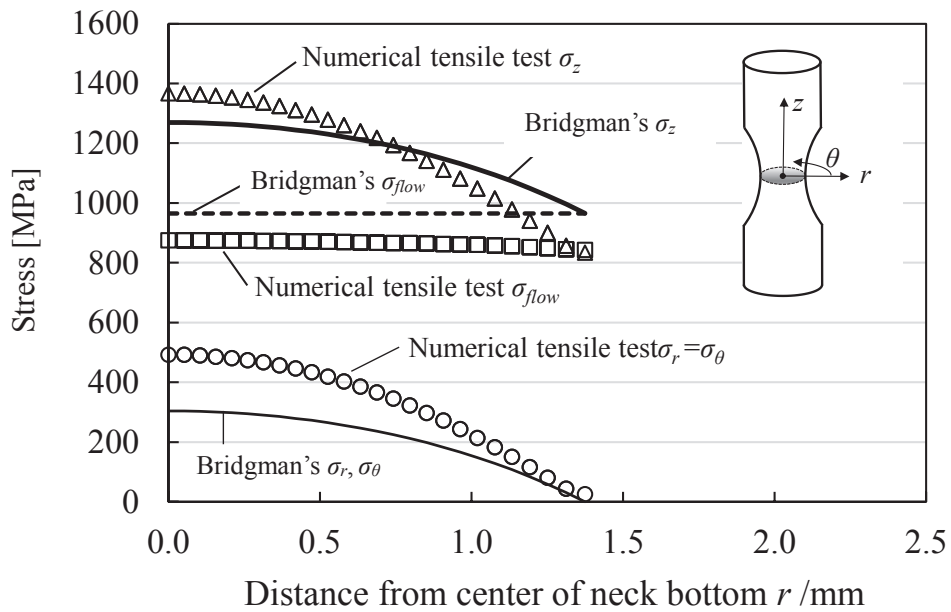 1600
1400
1200
1000
800
600
400
200
0
Stress [MPa]
Numerical tensile test σz
Bridgman's σz
Bridgman's σflow
Numerical tensile test σflow
Numerical tensile testσr=σθ
Bridgman's σr, σθ
z
θ
r
0.0 0.5 1.0 1.5 2.0 2.5
Distance from center of neck bottom r /mm